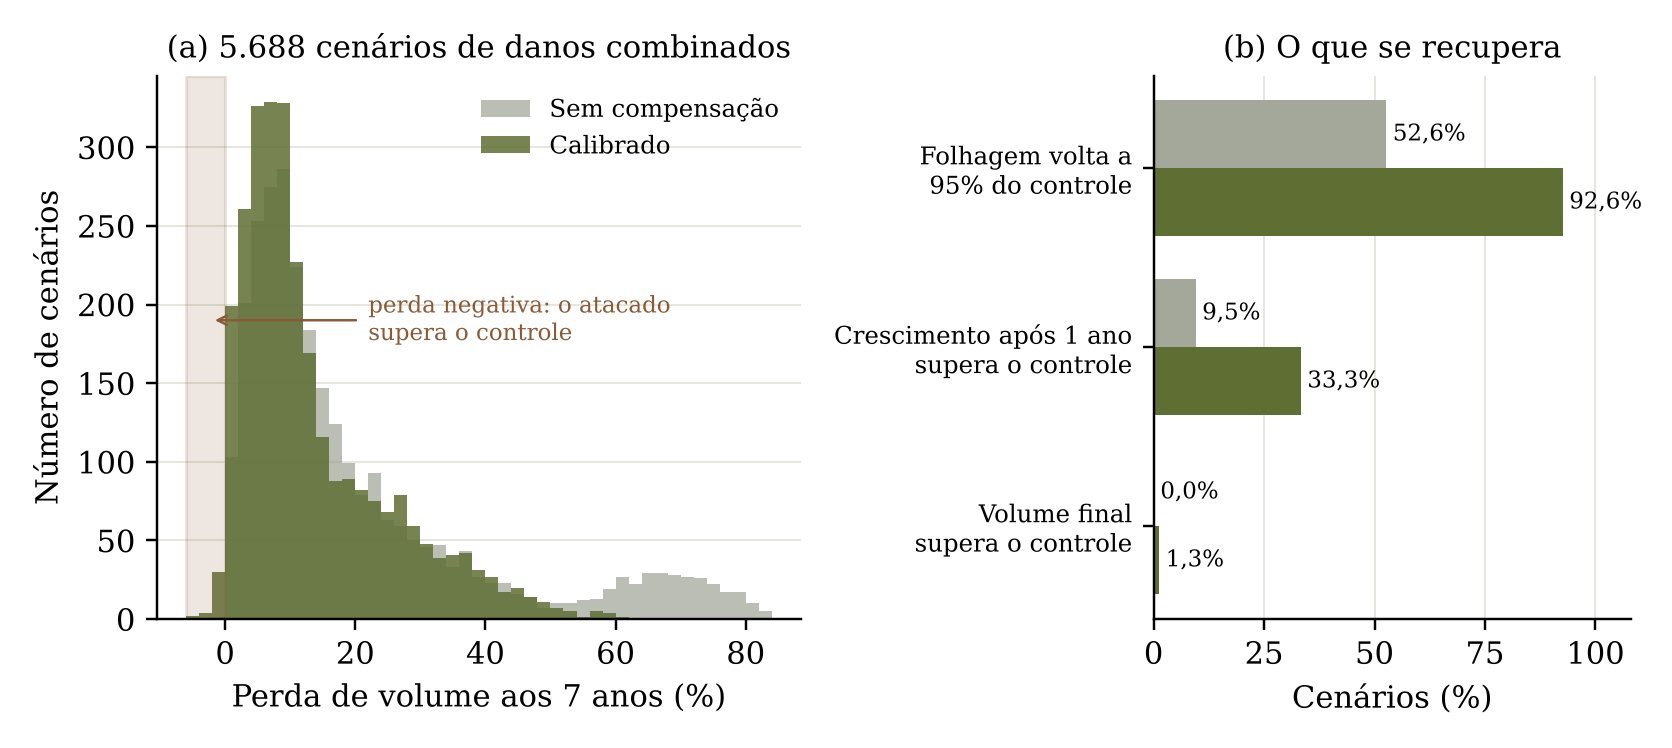 (a) 5.688 cenários de danos combinados
Sem compensação
Calibrado
perda negativa: o atacado
supera o controle
Número de cenários
300
250
200
150
100
50
0
0
20
40
60
80
Perda de volume aos 7 anos (%)
(b) O que se recupera
Folhagem volta a
95% do controle
52,6%
92,6%
Crescimento após 1 ano
supera o controle
9,5%
33,3%
Volume final
supera o controle
0,0%
1,3%
0
25
50
75
100
Cenários (%)